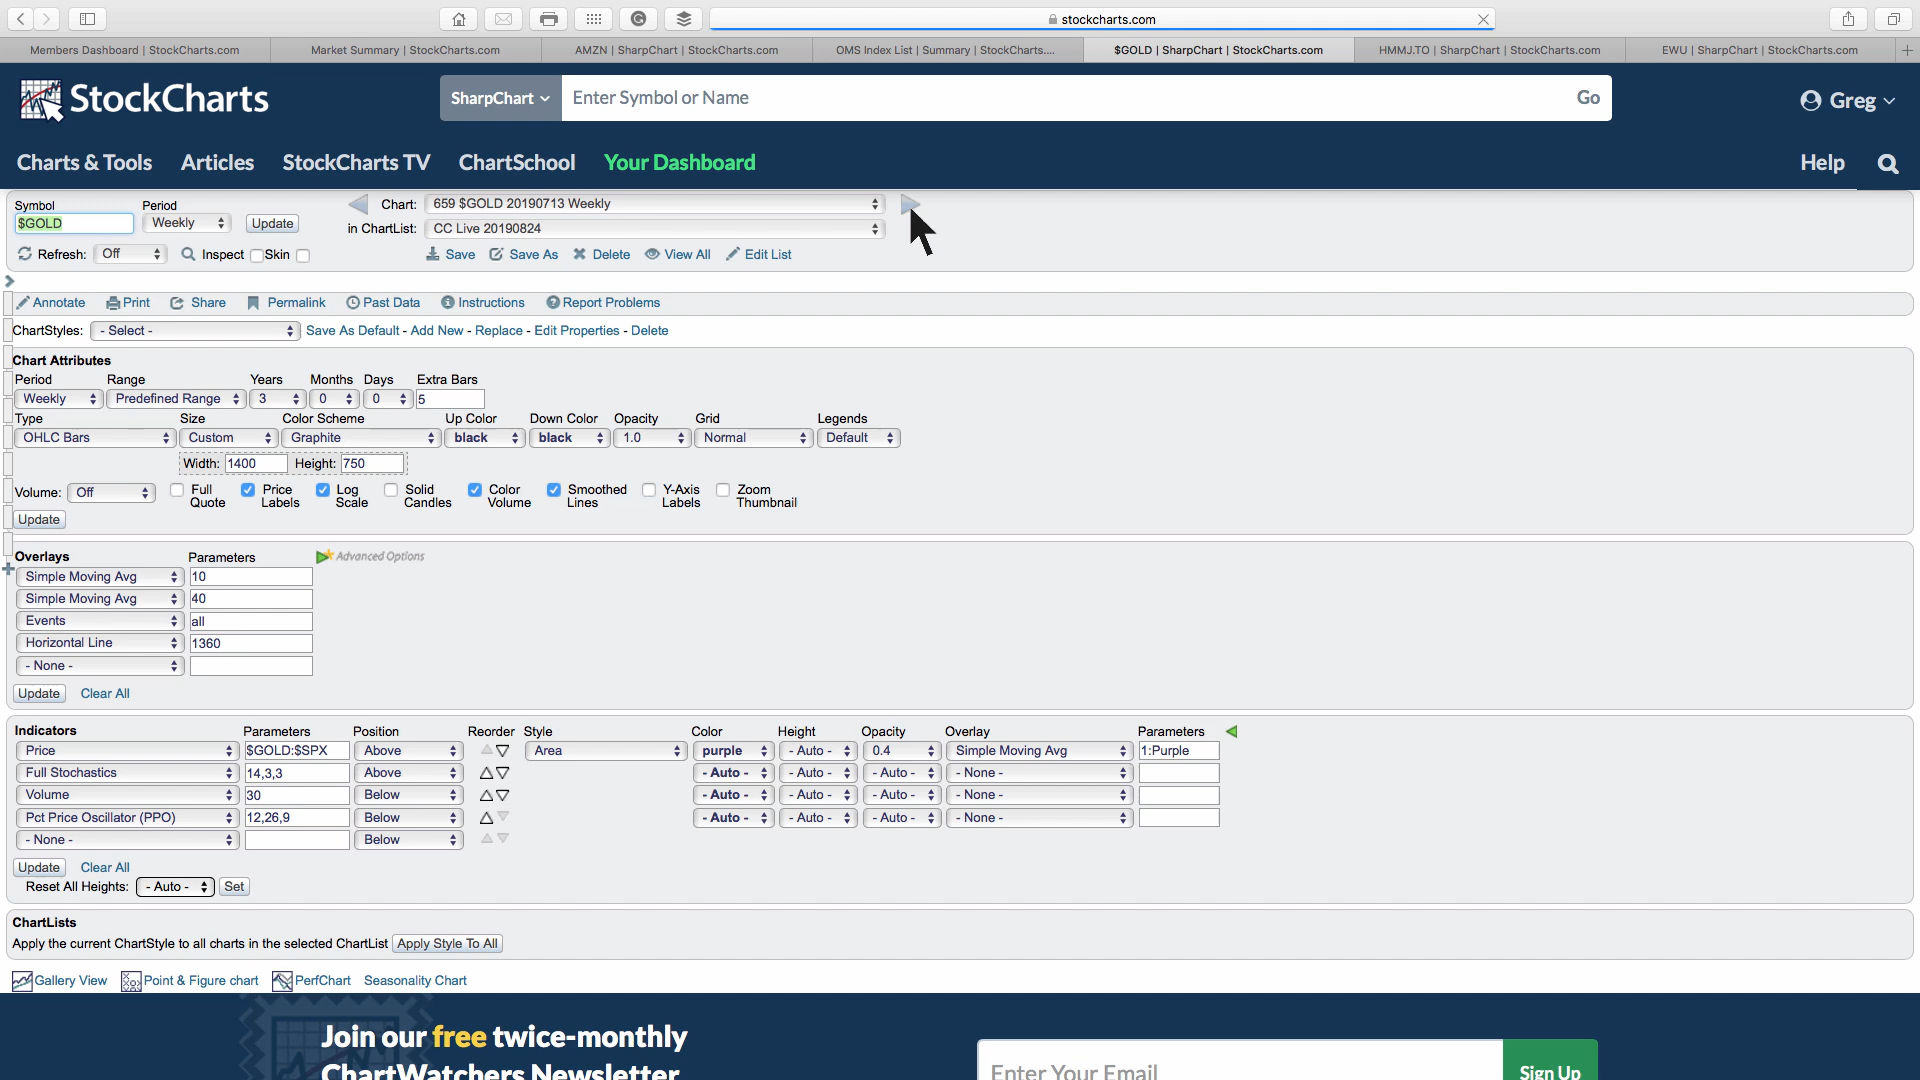 stockcharts.com
Members Dashboard | StockCharts.com
Market Summary | StockCharts.com
AMZN | SharpChart | StockCharts.com
OMS Index List | Summary | StockCharts....
$GOLD | SharpChart | StockCharts.com
HMMJ.TO | SharpChart | StockCharts.com
EWU | SharpChart | StockCharts.com
StockCharts
SharpChart
Enter Symbol or Name
Go
Greg
Charts & Tools
Articles
StockCharts TV
ChartSchool
Your Dashboard
Help
Symbol
Period
Chart: 659 $GOLD 20190713 Weekly
$GOLD
Weekly
Update
in ChartList: CC Live 20190824
Refresh: Off
Inspect
Skin
Save
Save As
Delete
View All
Edit List
Annotate
Print
Share
Permalink
Past Data
Instructions
Report Problems
ChartStyles: - Select - Save As Default - Add New - Replace - Edit Properties - Delete
Chart Attributes
Period Range Years Months Days Extra Bars
Weekly Predefined Range 3 0 0 5
Type Size Color Scheme Up Color Down Color Opacity Grid Legends
OHLC Bars Custom Graphite black black 1.0 Normal Default
Width: 1400 Height: 750
Volume: Off
Full Quote
Price Labels
Log Scale
Solid Candles
Color Volume
Smoothed Lines
Y-Axis Labels
Zoom Thumbnail
Update
Overlays Parameters Advanced Options
Simple Moving Avg 10
Simple Moving Avg 40
Events all
Horizontal Line 1360
- None -
Update Clear All
Indicators Parameters Position Reorder Style Color Height Opacity Overlay Parameters
Price $GOLD:$SPX Above Area purple - Auto - 0.4 Simple Moving Avg 1:Purple
Full Stochastics 14,3,3 Above - Auto - - Auto - - Auto - - None -
Volume 30 Below - Auto - - Auto - - Auto - - None -
Pct Price Oscillator (PPO) 12,26,9 Below - Auto - - Auto - - Auto - - None -
- None - Below
Update Clear All
Reset All Heights: - Auto - Set
ChartLists
Apply the current ChartStyle to all charts in the selected ChartList Apply Style To All
Gallery View Point & Figure chart PerfChart Seasonality Chart
Join our free twice-monthly
ChartWatchers Newsletter
Enter Your Email
Sign Up